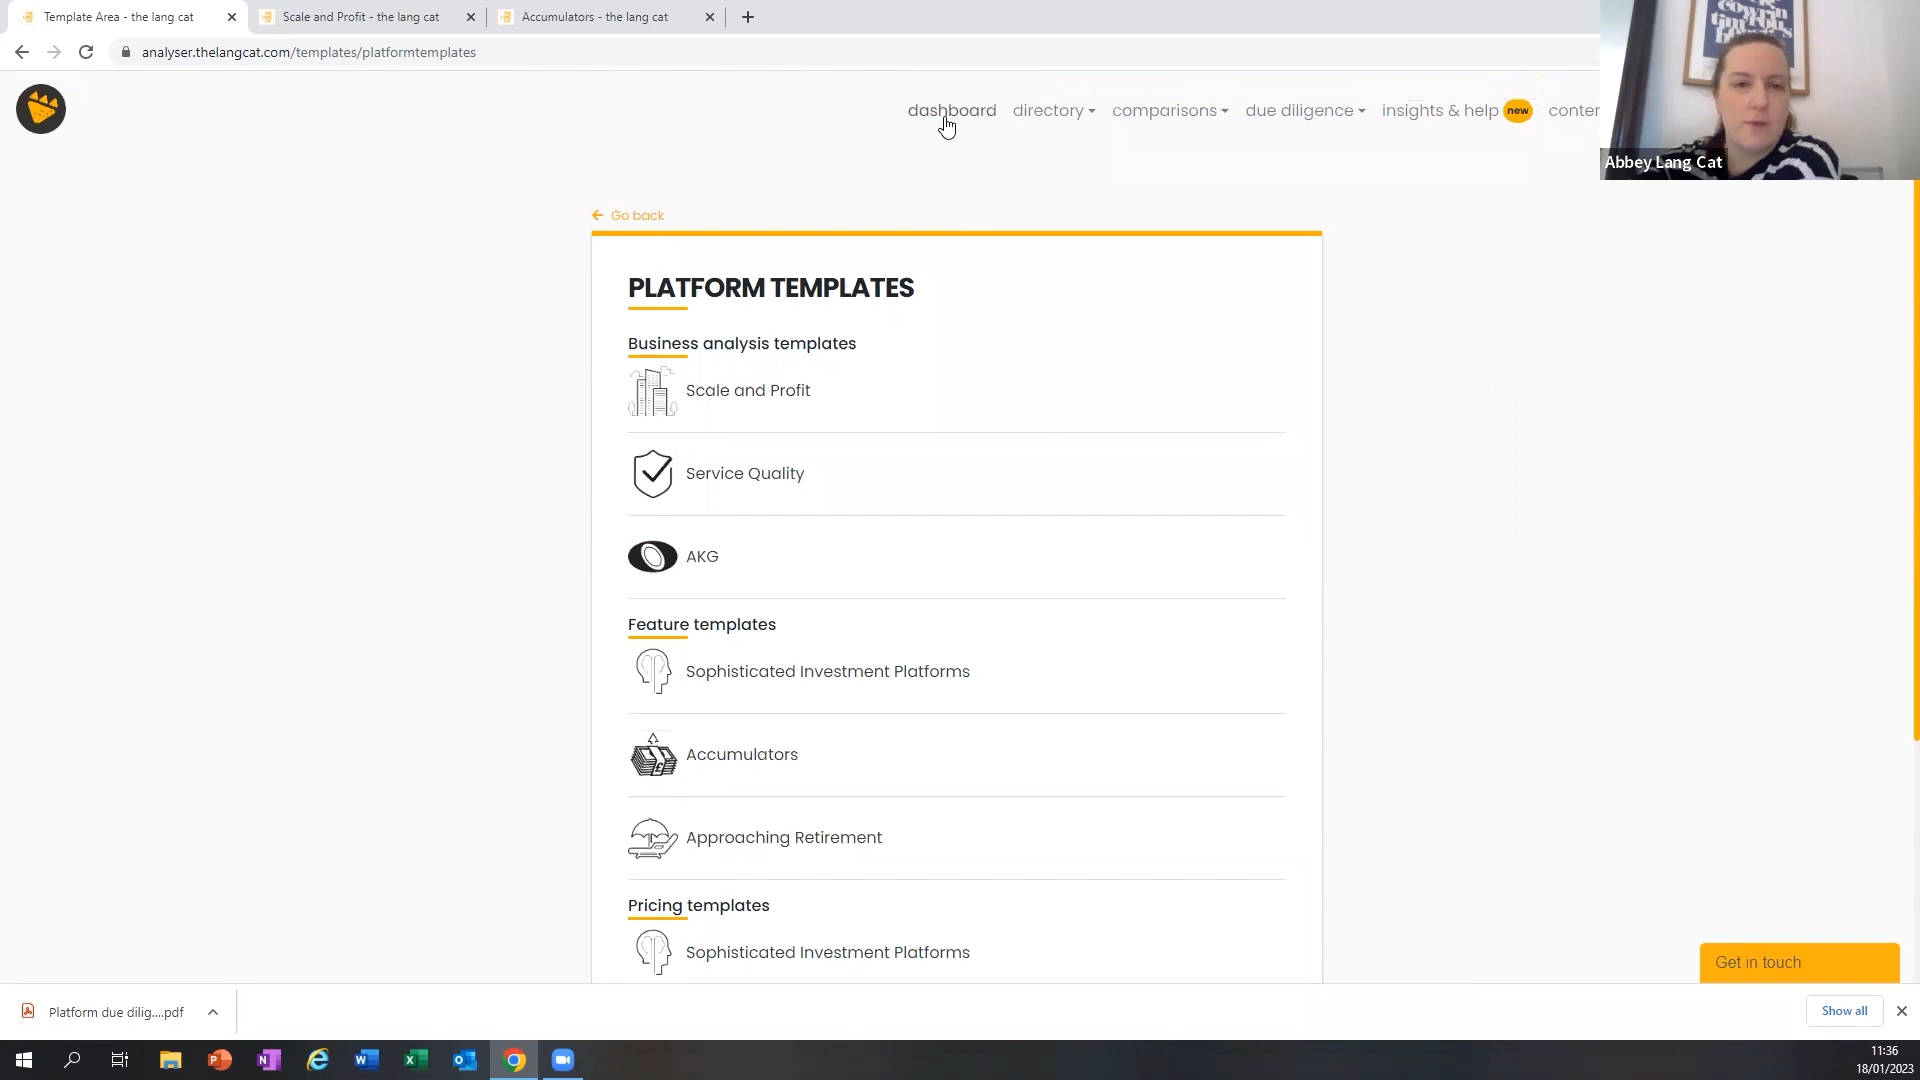 Template Area - the lang cat
Scale and Profit - the lang cat
Accumulators - the lang cat
analyser.thelangcat.com/templates/platformtemplates
dashboard
directory
comparisons
due diligence
insights & help
new
conter
Abbey Lang Cat
Go back
PLATFORM TEMPLATES
Business analysis templates
Scale and Profit
Service Quality
AKG
Feature templates
Sophisticated Investment Platforms
Accumulators
Approaching Retirement
Pricing templates
Sophisticated Investment Platforms
Get in touch
Platform due dilig....pdf
Show all
11:36
18/01/2023